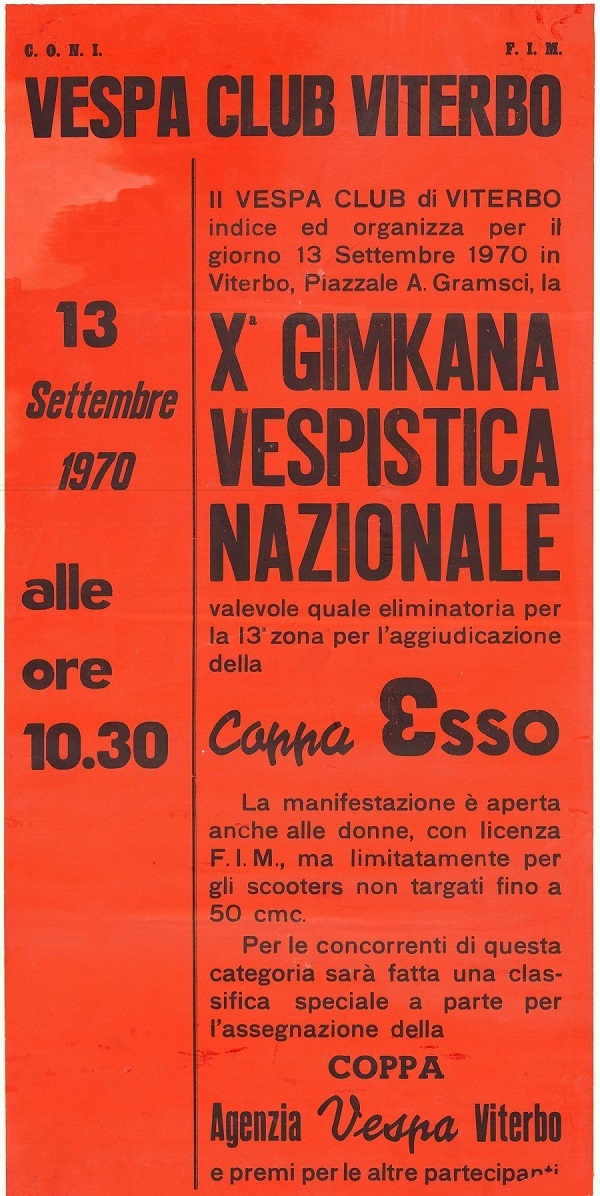 C. O. N. I. F. I. M.
VESPA CLUB VITERBO
13
Settembre
1970
alle
ore
10.30
Il VESPA CLUB di VITERBO
indice ed organizza per il
giorno 13 Settembre 1970 in
Viterbo, Piazzale A. Gramsci, la
Xª GIMKANA
VESPISTICA
NAZIONALE
valevole quale eliminatoria per
la 13ª zona per l'aggiudicazione
della
Coppa Esso
La manifestazione è aperta
anche alle donne, con licenza
F. I. M., ma limitatamente per
gli scooters non targati fino a
50 cmc.
Per le concorrenti di questa
categoria sarà fatta una clas-
sifica speciale a parte per
l'assegnazione della
COPPA
Agenzia Vespa Viterbo
e premi per le altre partecipanti